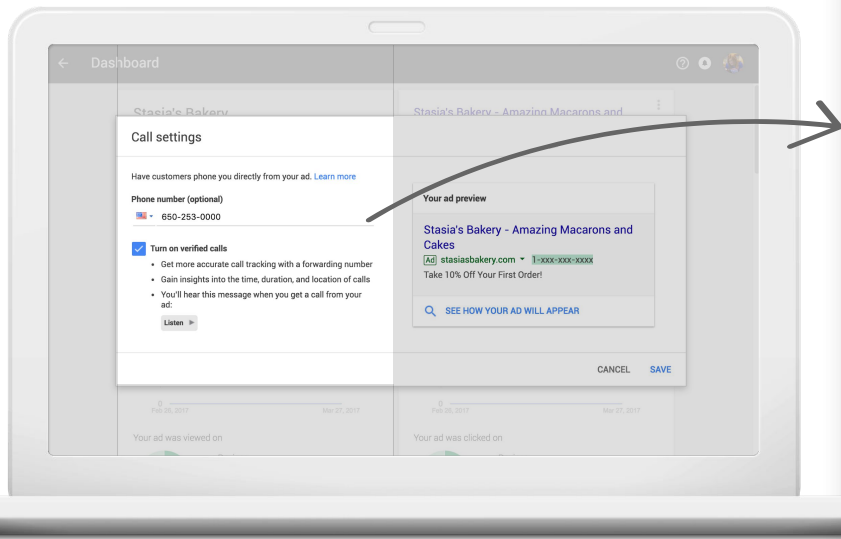 Dashboard
Stasia's Bakery
Stasia's Bakery - Amazing Macarons and
Call settings
Have customers phone you directly from your ad. Learn more
Phone number (optional)
650-253-0000
Turn on verified calls
• Get more accurate call tracking with a forwarding number
• Gain insights into the time, duration, and location of calls
• You'll hear this message when you get a call from your
ad:
Listen
Your ad preview
Stasia's Bakery - Amazing Macarons and
Cakes
Ad stasiasbakery.com 1-xxx-xxx-xxxx
Take 10% Off Your First Order!
SEE HOW YOUR AD WILL APPEAR
CANCEL SAVE
0
Mar 27, 2017
0
Feb 28, 2017 Mar 27, 2017
Your ad was viewed on
Your ad was clicked on